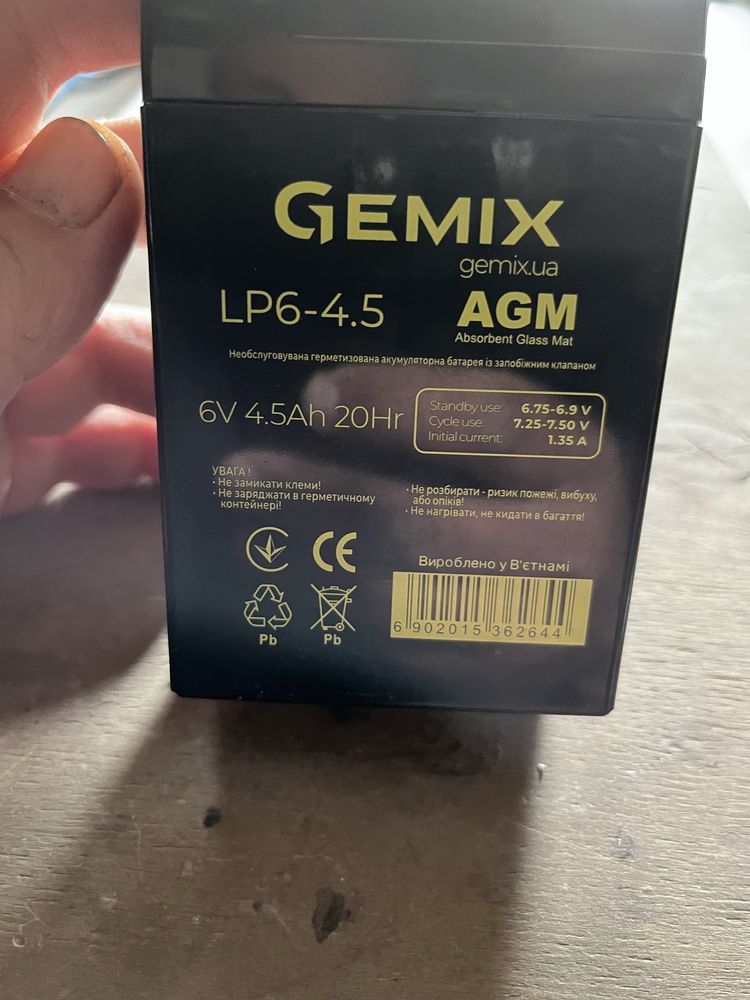 GEMIX
gemix.ua
LP6-4.5
AGM
Absorbent Glass Mat
Необслуговувана герметизована акумуляторна батарея із запобіжним клапаном
6V 4.5Ah 20Hr
Standby use: 6.75-6.9 V
Cycle use: 7.25-7.50 V
Initial current: 1.35 A
УВАГА!
· Не замикати клеми!
· Не заряджати в герметичному
контейнері!
· Не розбирати - ризик пожежі, вибуху,
або опіків!
· Не нагрівати, не кидати в багаття!
CE
Pb
Pb
Вироблено у В'єтнамі
6 902015 362644